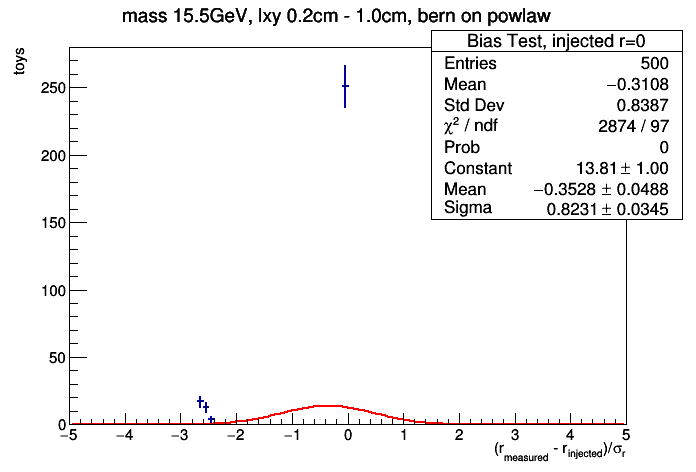 mass 15.5GeV, lxy 0.2cm - 1.0cm, bern on powlaw
Bias Test, injected r=0
Entries 500
Mean −0.3108
Std Dev 0.8387
χ² / ndf 2874 / 97
Prob 0
Constant 13.81 ± 1.00
Mean −0.3528 ± 0.0488
Sigma 0.8231 ± 0.0345
toys
250
200
150
100
50
0
−5 −4 −3 −2 −1 0 1 2 3 4 5
(r_measured - r_injected)/σ_r